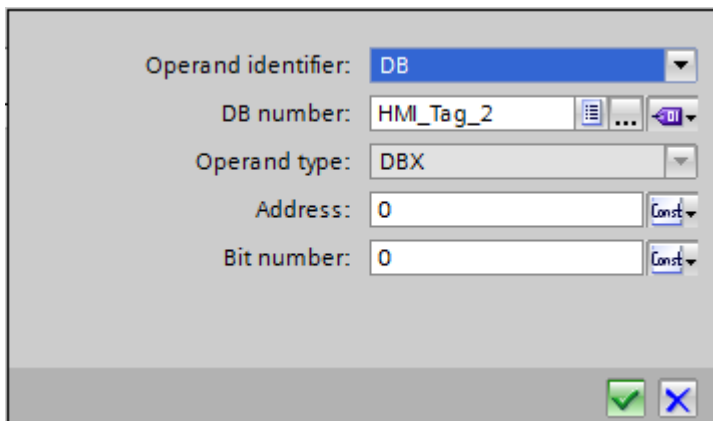 Operand identifier: DB
DB number: HMI_Tag_2 ...
Operand type: DBX
Address: 0 Const
Bit number: 0 Const